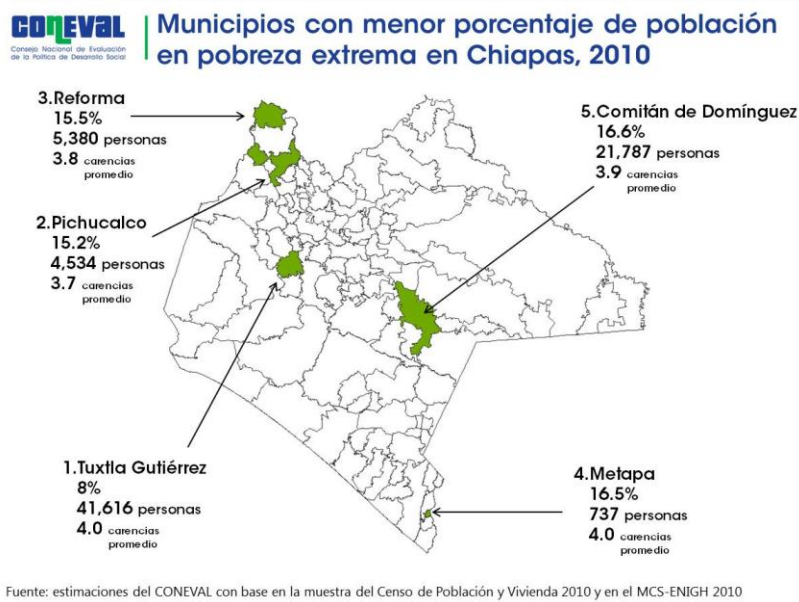 CONEVAL
Consejo Nacional de Evaluación
de la Política de Desarrollo Social
Municipios con menor porcentaje de población
en pobreza extrema en Chiapas, 2010
3.Reforma
15.5%
5,380 personas
3.8 carencias
promedio
5.Comitán de Domínguez
16.6%
21,787 personas
3.9 carencias
promedio
2.Pichucalco
15.2%
4,534 personas
3.7 carencias
promedio
1.Tuxtla Gutiérrez
8%
41,616 personas
4.0 carencias
promedio
4.Metapa
16.5%
737 personas
4.0 carencias
promedio
Fuente: estimaciones del CONEVAL con base en la muestra del Censo de Población y Vivienda 2010 y en el MCS-ENIGH 2010